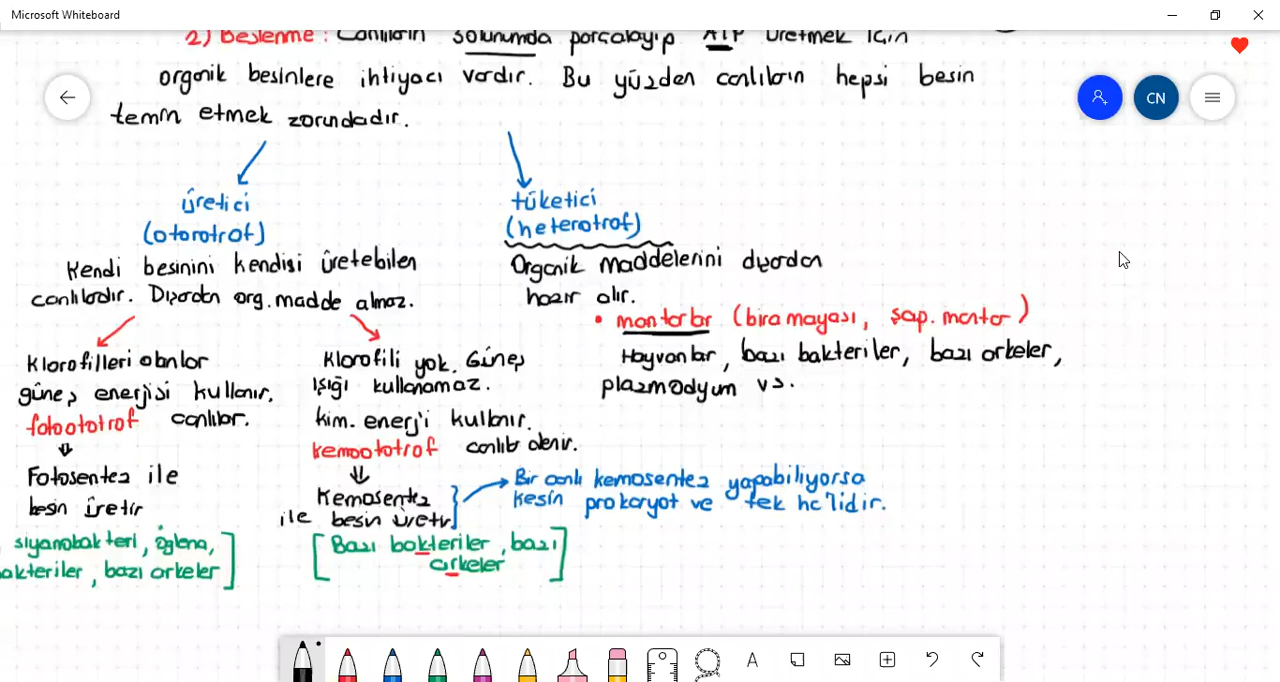 Microsoft Whiteboard
2) Beslenme : Canlıların solunumda parçalayıp ATP üretmek için
organik besinlere ihtiyacı vardır. Bu yüzden canlıların hepsi besin
temin etmek zorundadır.
CN
üretici
(ototrof)
Kendi besinini kendisi üretebilen
canlılardır. Dışarıdan org. madde almaz.
Klorofilleri olanlar
güneş enerjisi kullanır.
fotoototrof canlılar.
Fotosentez ile
besin üretir
siyanobakteri, öglena,
bakteriler, bazı arkeler
Klorofili yok. Güneş
ışığı kullanamaz.
kim. enerji kullanır.
kemoototrof canlılar denir.
Kemosentez
ile besin üretir
[Bazı bakteriler, bazı
arkeler]
Bir canlı kemosentez yapabiliyorsa
kesin prokaryot ve tek hc'lidir.
tüketici
(heterotrof)
Organik maddelerini dışarıdan
hazır alır.
• mantarlar (bira mayası, şap. mantar)
Hayvanlar, bazı bakteriler, bazı arkeler,
plazmodyum vs.
A